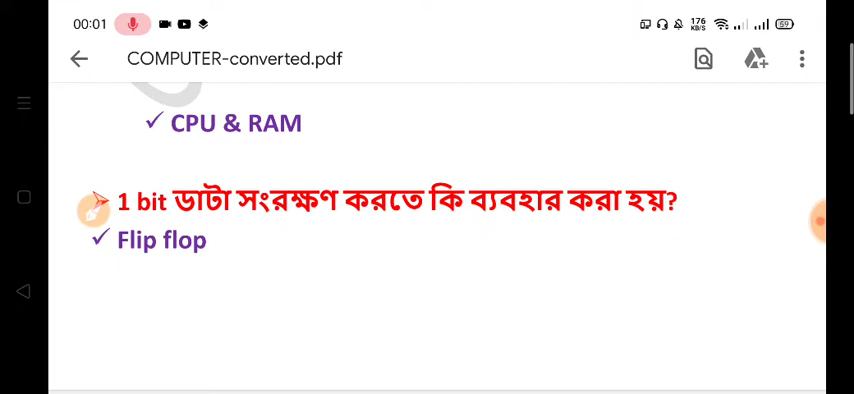 00:01
176 KB/S
59
COMPUTER-converted.pdf
CPU & RAM
1 bit ডাটা সংরক্ষণ করতে কি ব্যবহার করা হয়?
Flip flop